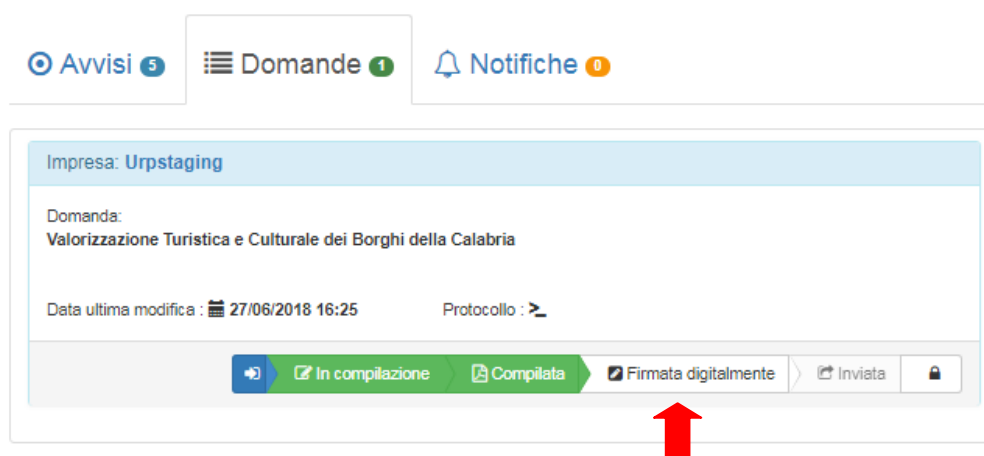 Avvisi 5 Domande 1 Notifiche 0
Impresa: Urpstaging
Domanda:
Valorizzazione Turistica e Culturale dei Borghi della Calabria
Data ultima modifica : 27/06/2018 16:25 Protocollo :
In compilazione Compilata Firmata digitalmente Inviata